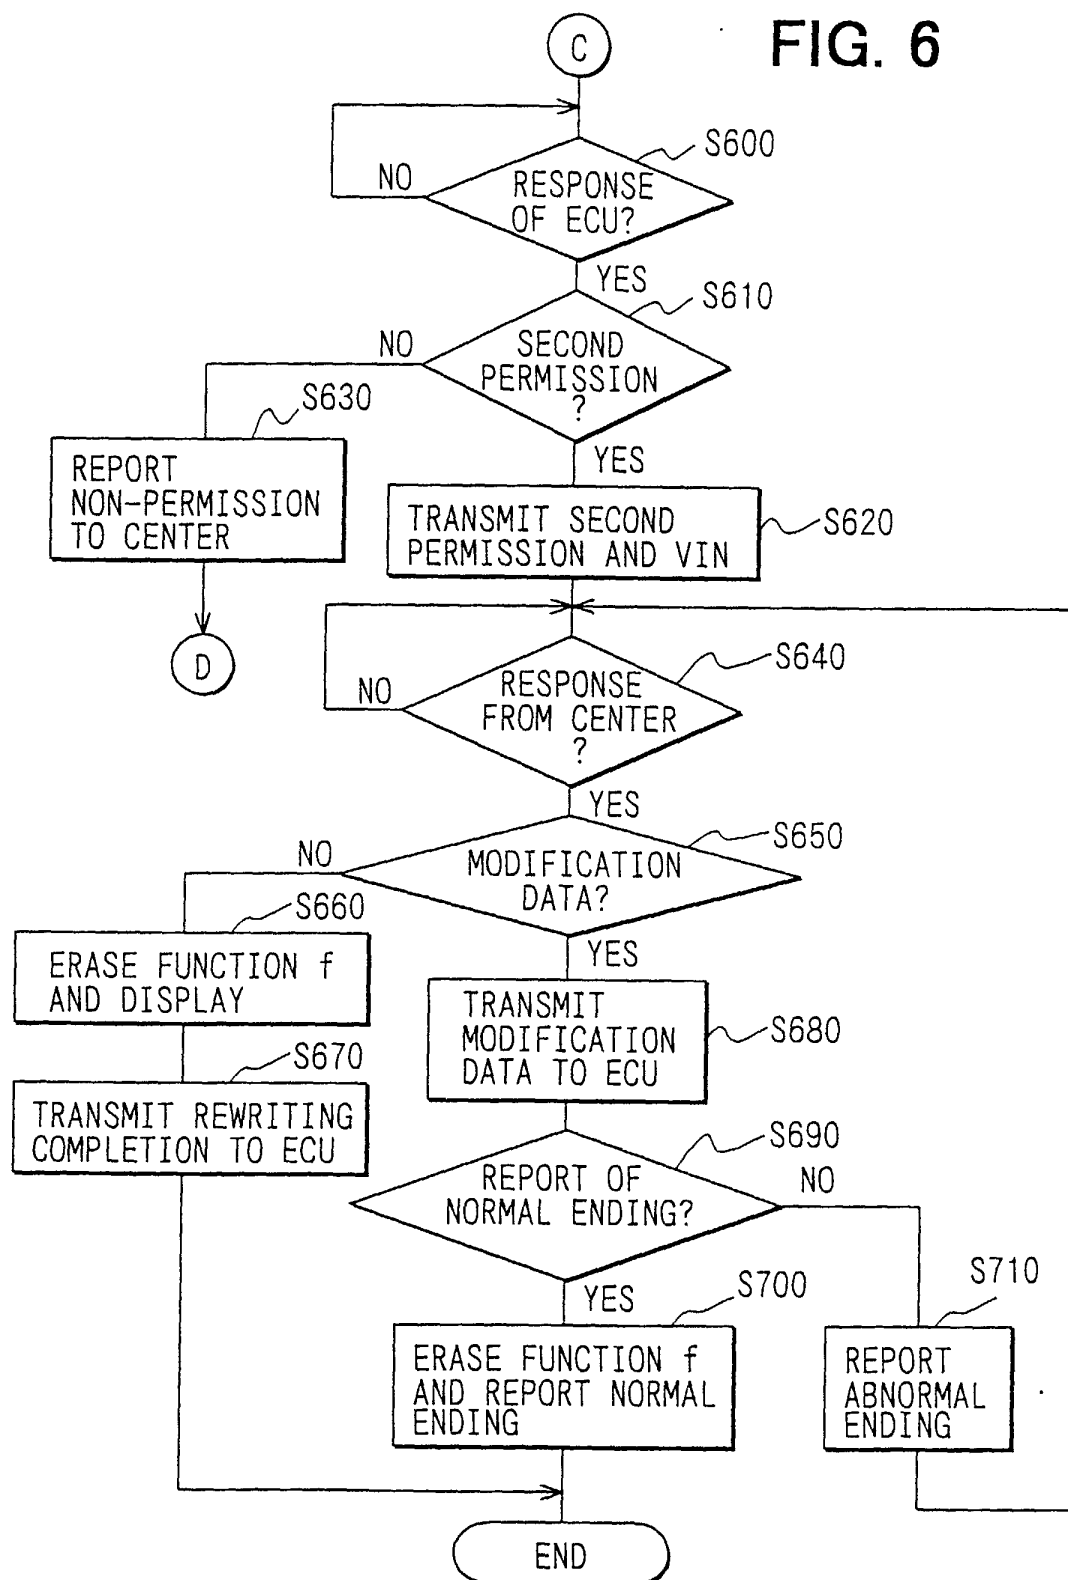 C
FIG. 6
S600
NO
RESPONSE
OF ECU?
YES
S610
NO
SECOND
PERMISSION
?
S630
YES
REPORT
NON-PERMISSION
TO CENTER
TRANSMIT SECOND
PERMISSION AND VIN
S620
D
S640
NO
RESPONSE
FROM CENTER
?
YES
S650
NO
MODIFICATION
DATA?
S660
YES
ERASE FUNCTION f
AND DISPLAY
TRANSMIT
MODIFICATION
DATA TO ECU
S680
S670
TRANSMIT REWRITING
COMPLETION TO ECU
S690
REPORT OF
NORMAL ENDING?
NO
YES
S700
S710
ERASE FUNCTION f
AND REPORT NORMAL
ENDING
REPORT
ABNORMAL
ENDING
END